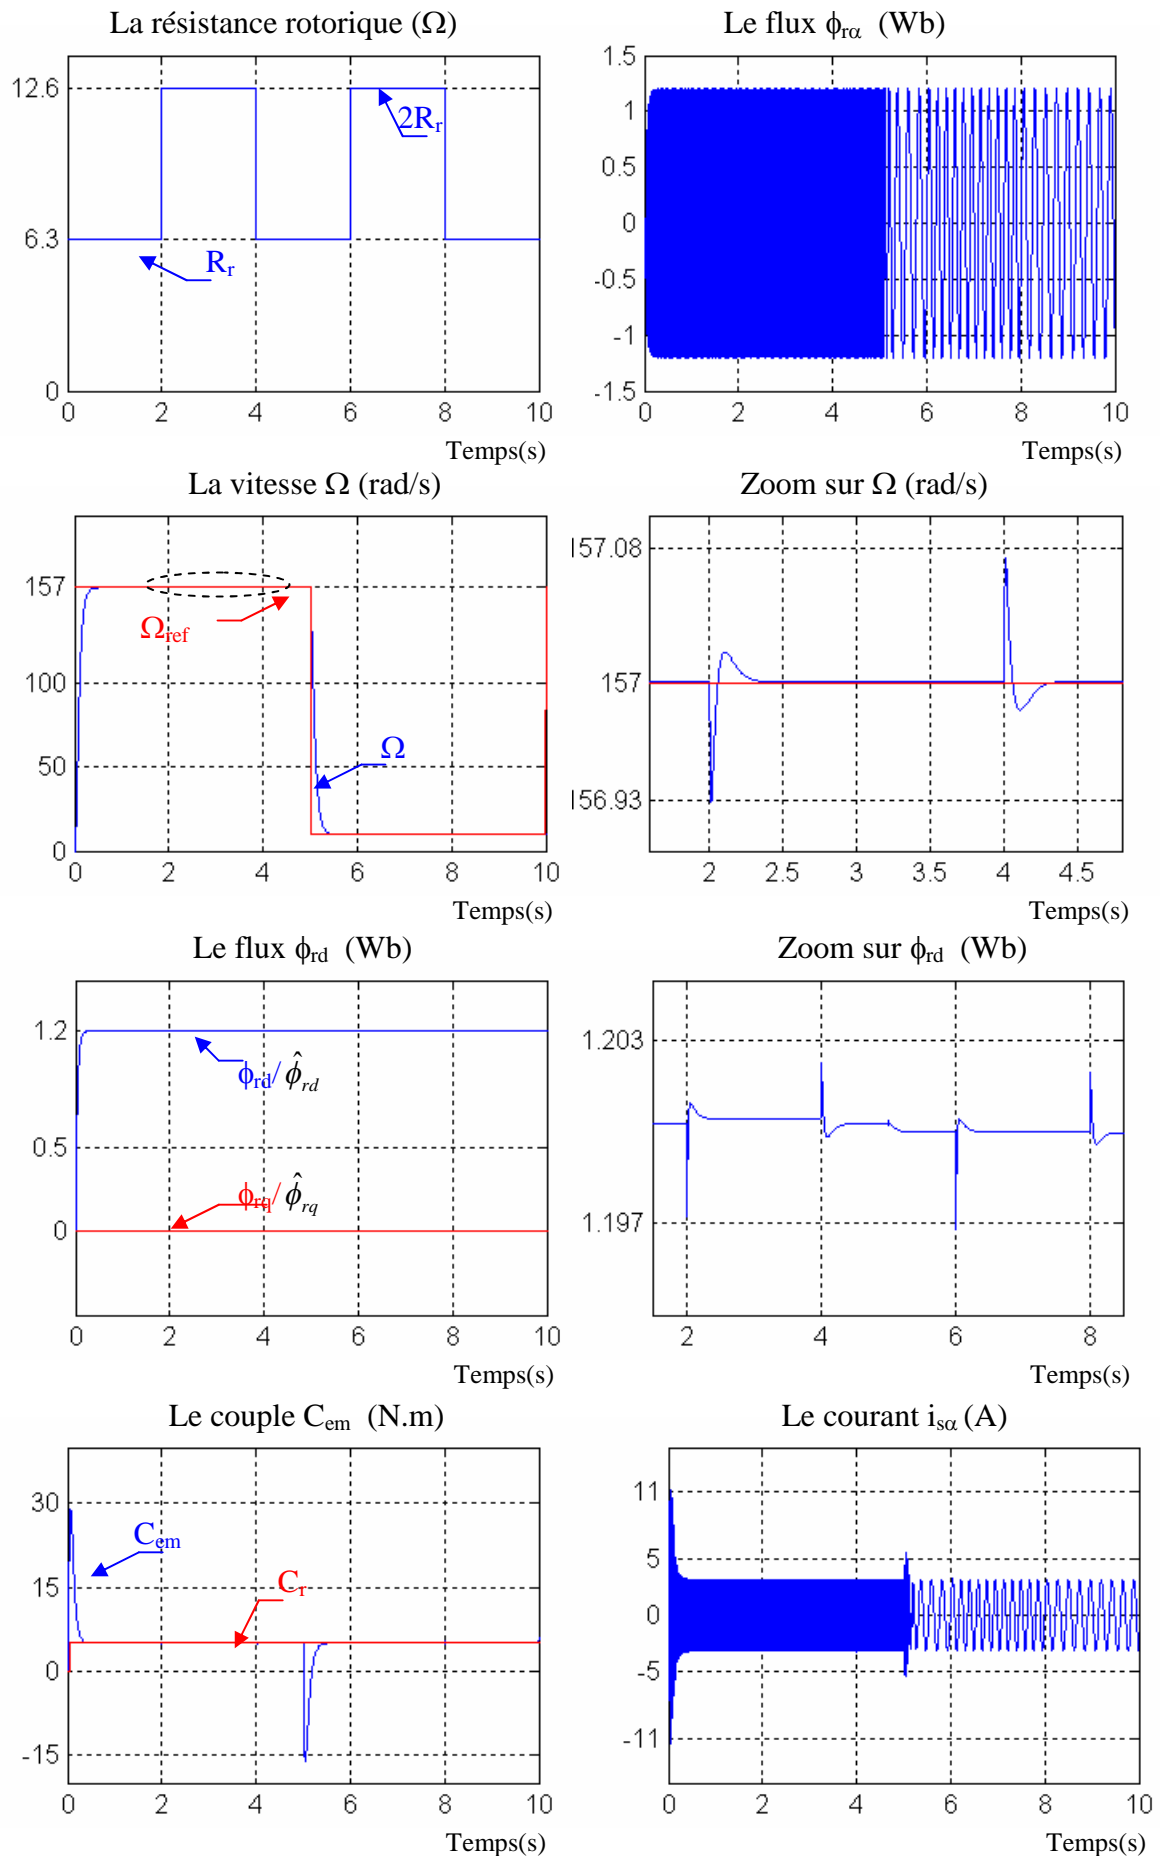 La résistance rotorique (Ω)
Le flux ϕrα (Wb)
12.6
6.3
0
2Rr
Rr
0 2 4 6 8 10
Temps(s)
1.5
1
0.5
0
-0.5
-1
-1.5
0 2 4 6 8 10
Temps(s)
La vitesse Ω (rad/s)
Zoom sur Ω (rad/s)
157
100
50
0
Ωref
Ω
0 2 4 6 8 10
Temps(s)
157.08
157
156.93
2 2.5 3 3.5 4 4.5
Temps(s)
Le flux ϕrd (Wb)
Zoom sur ϕrd (Wb)
1.2
0.5
0
ϕrd/ ϕ̂rd
ϕrq/ ϕ̂rq
0 2 4 6 8 10
Temps(s)
1.203
1.197
2 4 6 8
Temps(s)
Le couple Cem (N.m)
Le courant isα (A)
30
15
0
-15
Cem
Cr
0 2 4 6 8 10
Temps(s)
11
5
0
-5
-11
0 2 4 6 8 10
Temps(s)